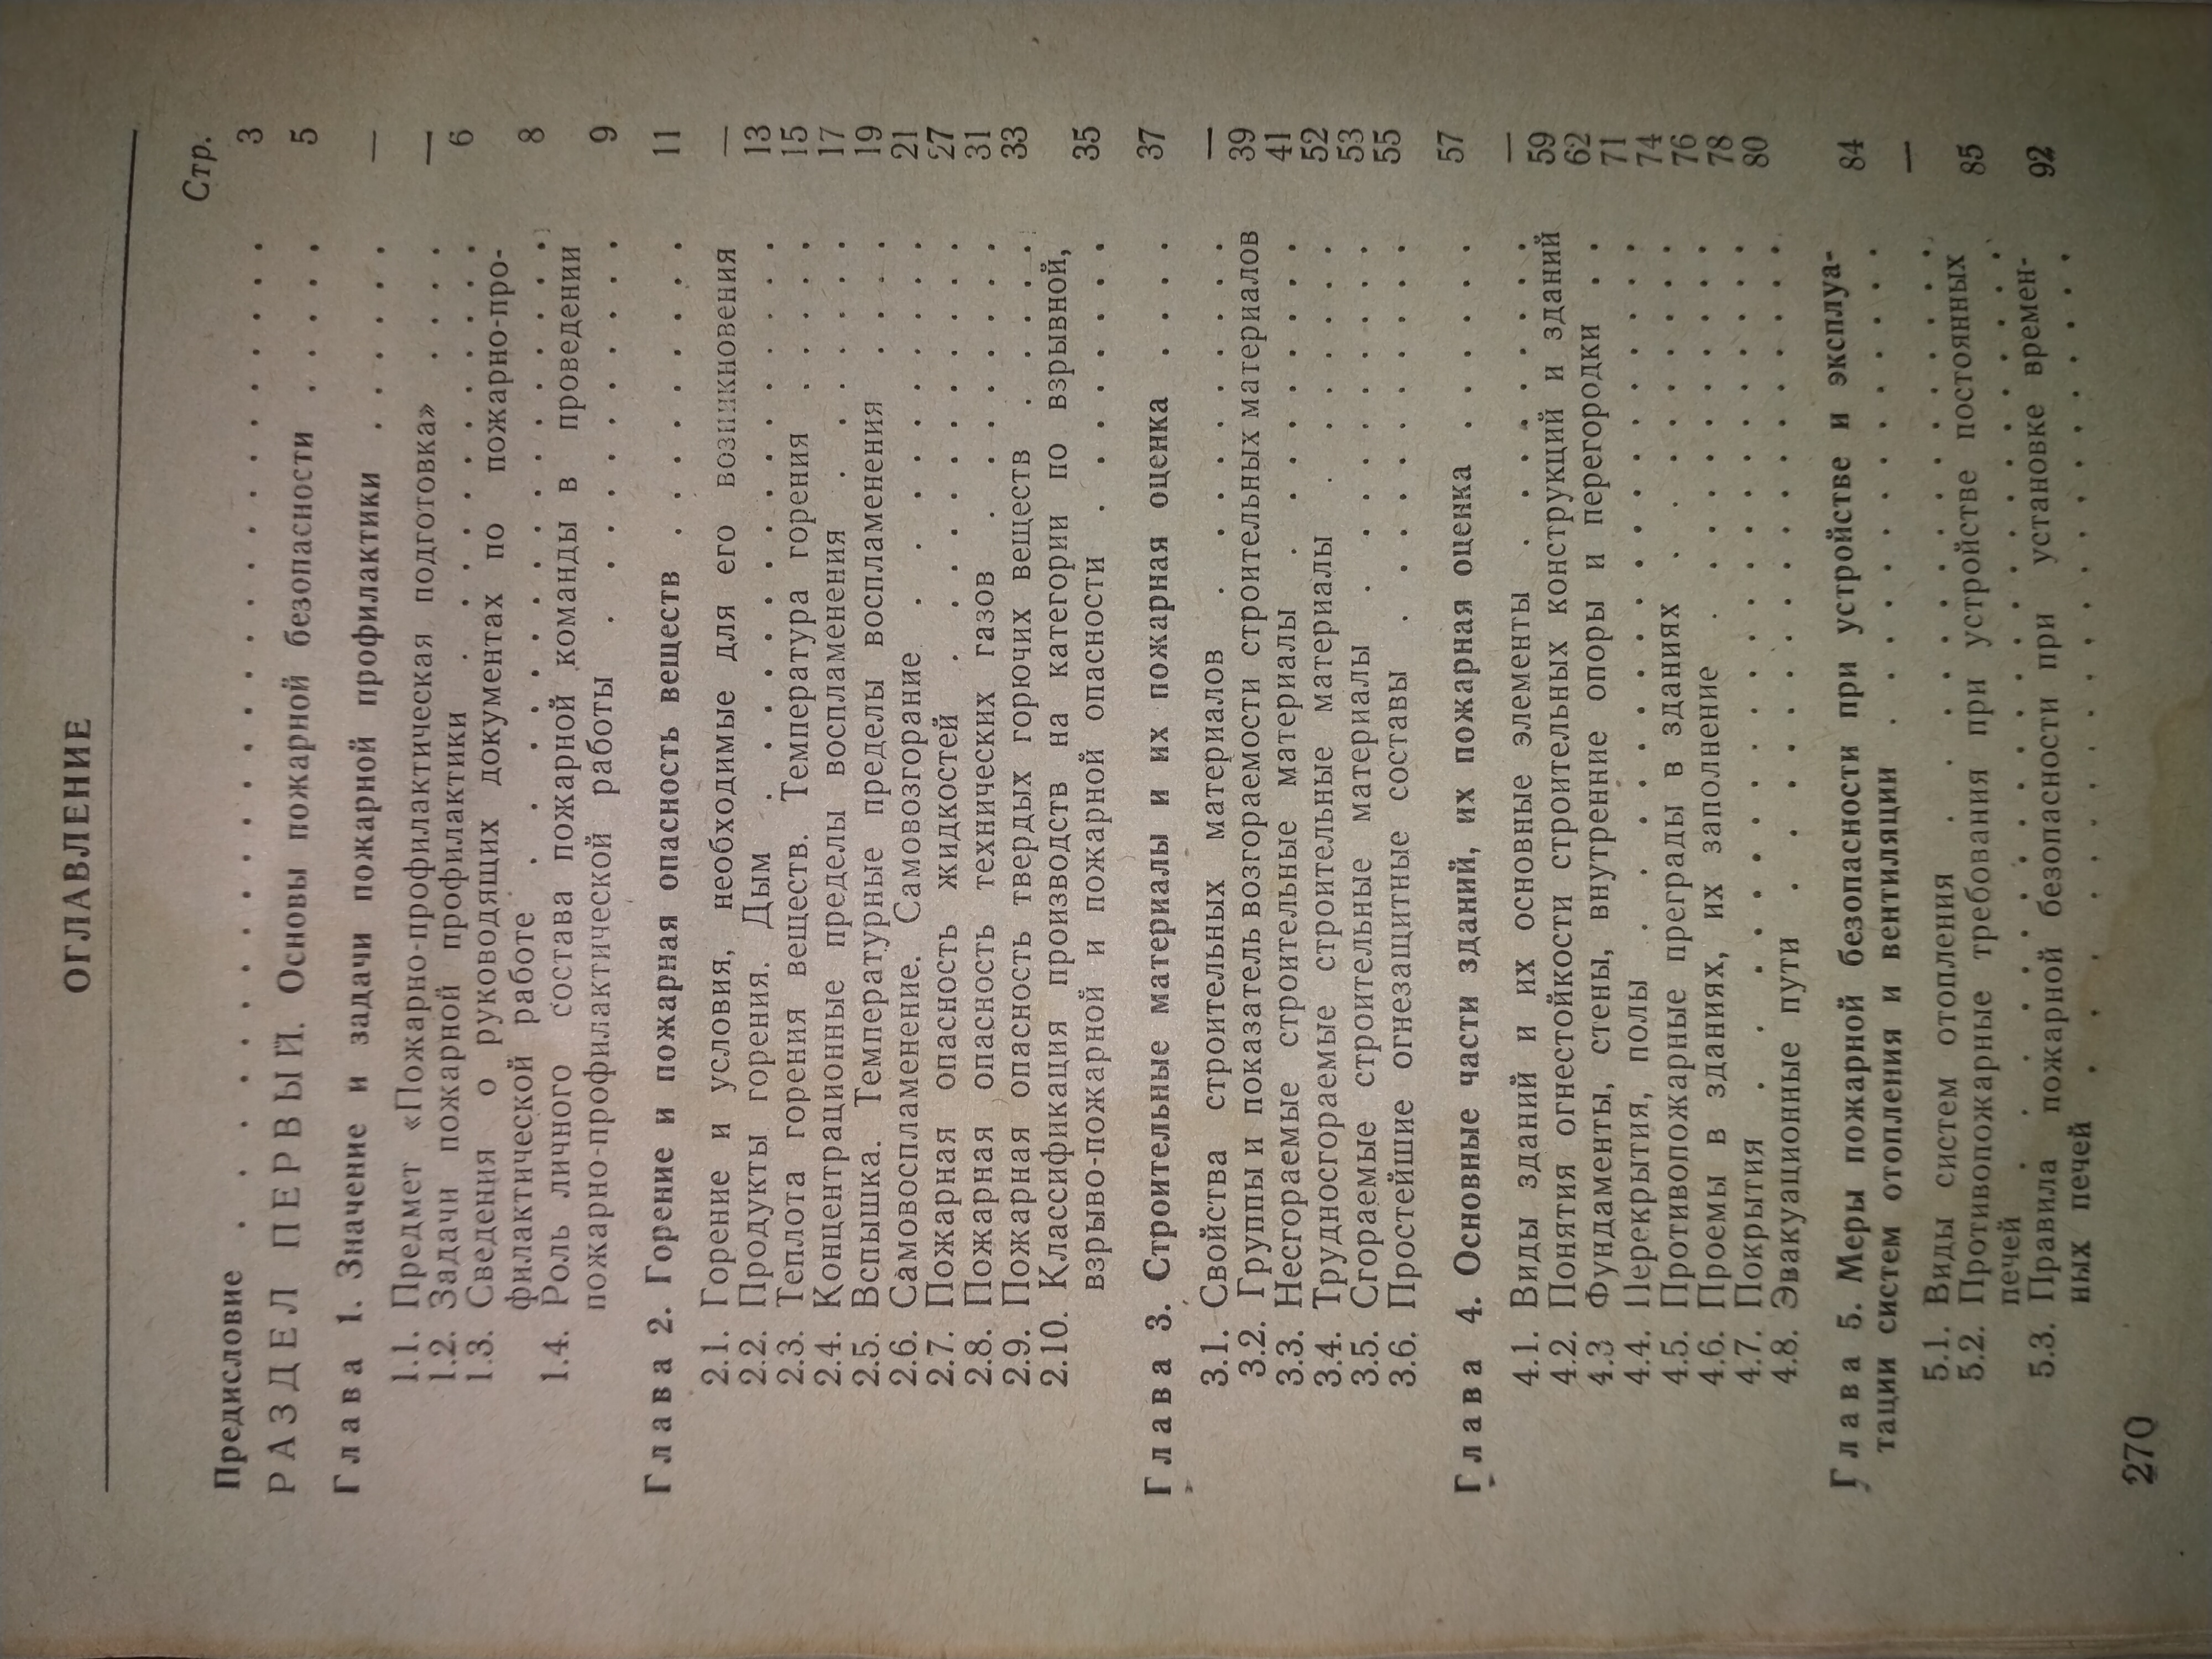 ОГЛАВЛЕНИЕ
Стр.
Предисловие . . . . . . . . . . . . . . . . . . . 3
РАЗДЕЛ ПЕРВЫЙ. Основы пожарной безопасности . . . . . 5
Глава 1. Значение и задачи пожарной профилактики . . . . . —
1.1. Предмет «Пожарно-профилактическая подготовка» . . . . —
1.2. Задачи пожарной профилактики . . . . . . . . . . . 6
1.3. Сведения о руководящих документах по пожарно-про-
филактической работе . . . . . . . . . . . . . . . 8
1.4. Роль личного состава пожарной команды в проведении
пожарно-профилактической работы . . . . . . . . . . 9
Глава 2. Горение и пожарная опасность веществ . . . . . . . 11
2.1. Горение и условия, необходимые для его возникновения —
2.2. Продукты горения. Дым . . . . . . . . . . . . . . 13
2.3. Теплота горения веществ. Температура горения . . . . 15
2.4. Концентрационные пределы воспламенения . . . . . 17
2.5. Вспышка. Температурные пределы воспламенения . . . 19
2.6. Самовоспламенение. Самовозгорание . . . . . . . . . 21
2.7. Пожарная опасность жидкостей . . . . . . . . . . . 27
2.8. Пожарная опасность технических газов . . . . . . . 31
2.9. Пожарная опасность твердых горючих веществ . . . . 33
2.10. Классификация производств на категории по взрывной,
взрыво-пожарной и пожарной опасности . . . . . . . 35
Глава 3. Строительные материалы и их пожарная оценка . . . 37
3.1. Свойства строительных материалов . . . . . . . . . —
3.2. Группы и показатель возгораемости строительных материалов 39
3.3. Несгораемые строительные материалы . . . . . . . . 41
3.4. Трудносгораемые строительные материалы . . . . . . 52
3.5. Сгораемые строительные материалы . . . . . . . . . 53
3.6. Простейшие огнезащитные составы . . . . . . . . . 55
Глава 4. Основные части зданий, их пожарная оценка . . . . . 57
4.1. Виды зданий и их основные элементы . . . . . . . . —
4.2. Понятия огнестойкости строительных конструкций и зданий 59
4.3 Фундаменты, стены, внутренние опоры и перегородки . . 62
4.4. Перекрытия, полы . . . . . . . . . . . . . . . . . 71
4.5. Противопожарные преграды в зданиях . . . . . . . . 74
4.6. Проемы в зданиях, их заполнение . . . . . . . . . . 76
4.7. Покрытия . . . . . . . . . . . . . . . . . . . . . 78
4.8. Эвакуационные пути . . . . . . . . . . . . . . . . 80
Глава 5. Меры пожарной безопасности при устройстве и эксплуа-
тации систем отопления и вентиляции . . . . . . . . . . . 84
5.1. Виды систем отопления . . . . . . . . . . . . . . —
5.2. Противопожарные требования при устройстве постоянных
печей . . . . . . . . . . . . . . . . . . . . . . . 85
5.3. Правила пожарной безопасности при установке времен-
ных печей . . . . . . . . . . . . . . . . . . . . . 92
270